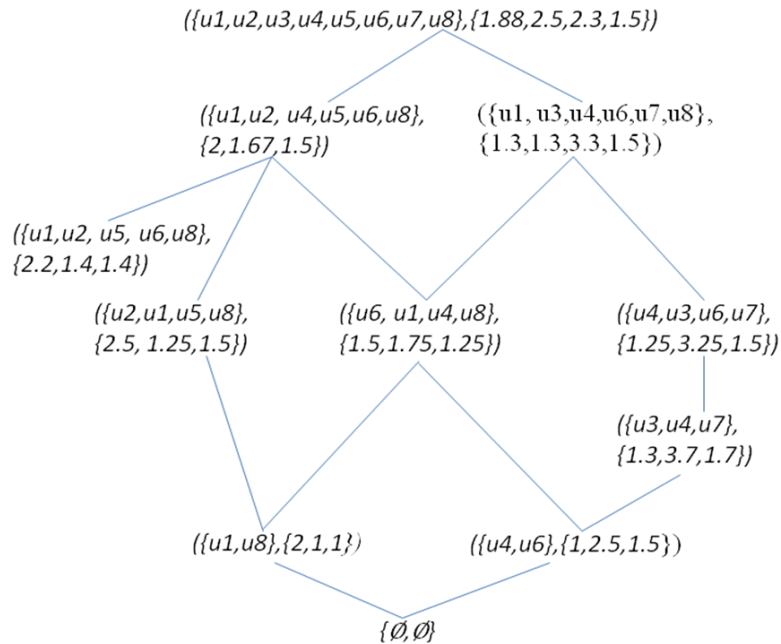 ({u1,u2,u3,u4,u5,u6,u7,u8},{1.88,2.5,2.3,1.5})
({u1,u2, u4,u5,u6,u8},
{2,1.67,1.5})
({u1, u3,u4,u6,u7,u8},
{1.3,1.3,3.3,1.5})
({u1,u2, u5, u6,u8},
{2.2,1.4,1.4})
({u2,u1,u5,u8},
{2.5, 1.25,1.5})
({u6, u1,u4,u8},
{1.5,1.75,1.25})
({u4,u3,u6,u7},
{1.25,3.25,1.5})
({u3,u4,u7},
{1.3,3.7,1.7})
({u1,u8},{2,1,1})
({u4,u6},{1,2.5,1.5})
{Ø,Ø}